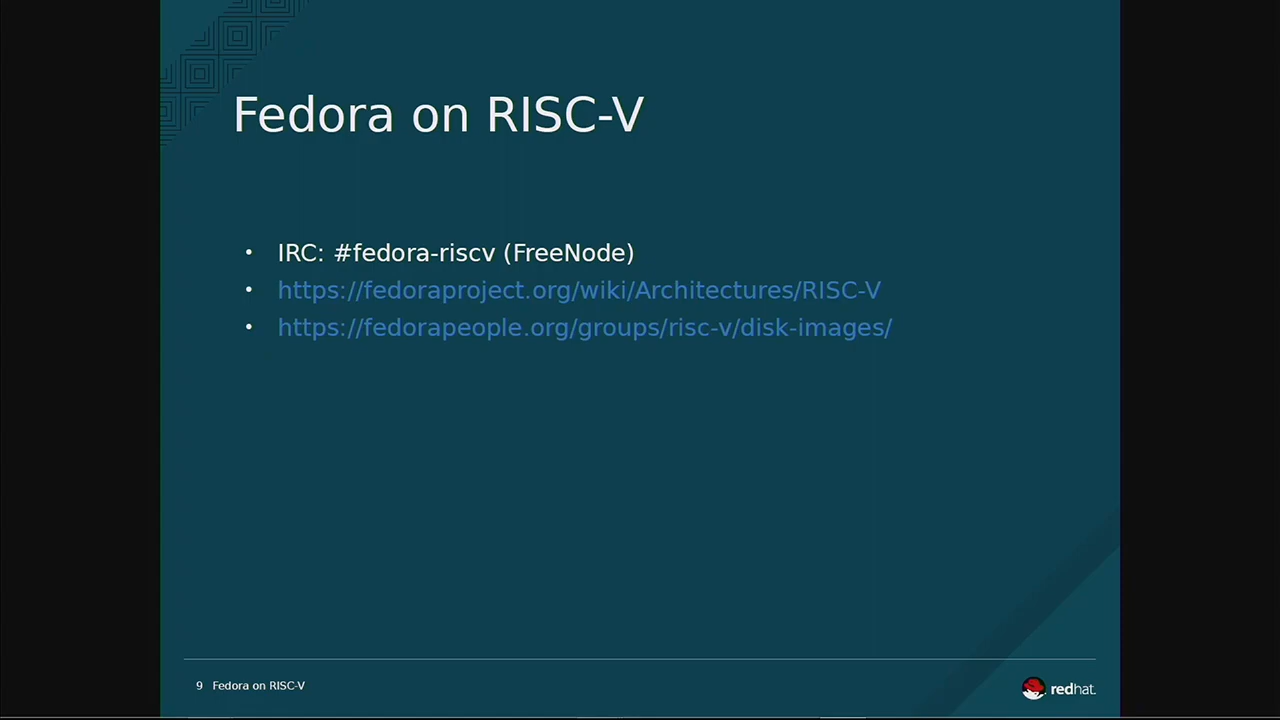 Fedora on RISC-V
• IRC: #fedora-riscv (FreeNode)
• https://fedoraproject.org/wiki/Architectures/RISC-V
• https://fedorapeople.org/groups/risc-v/disk-images/
9 Fedora on RISC-V
redhat.